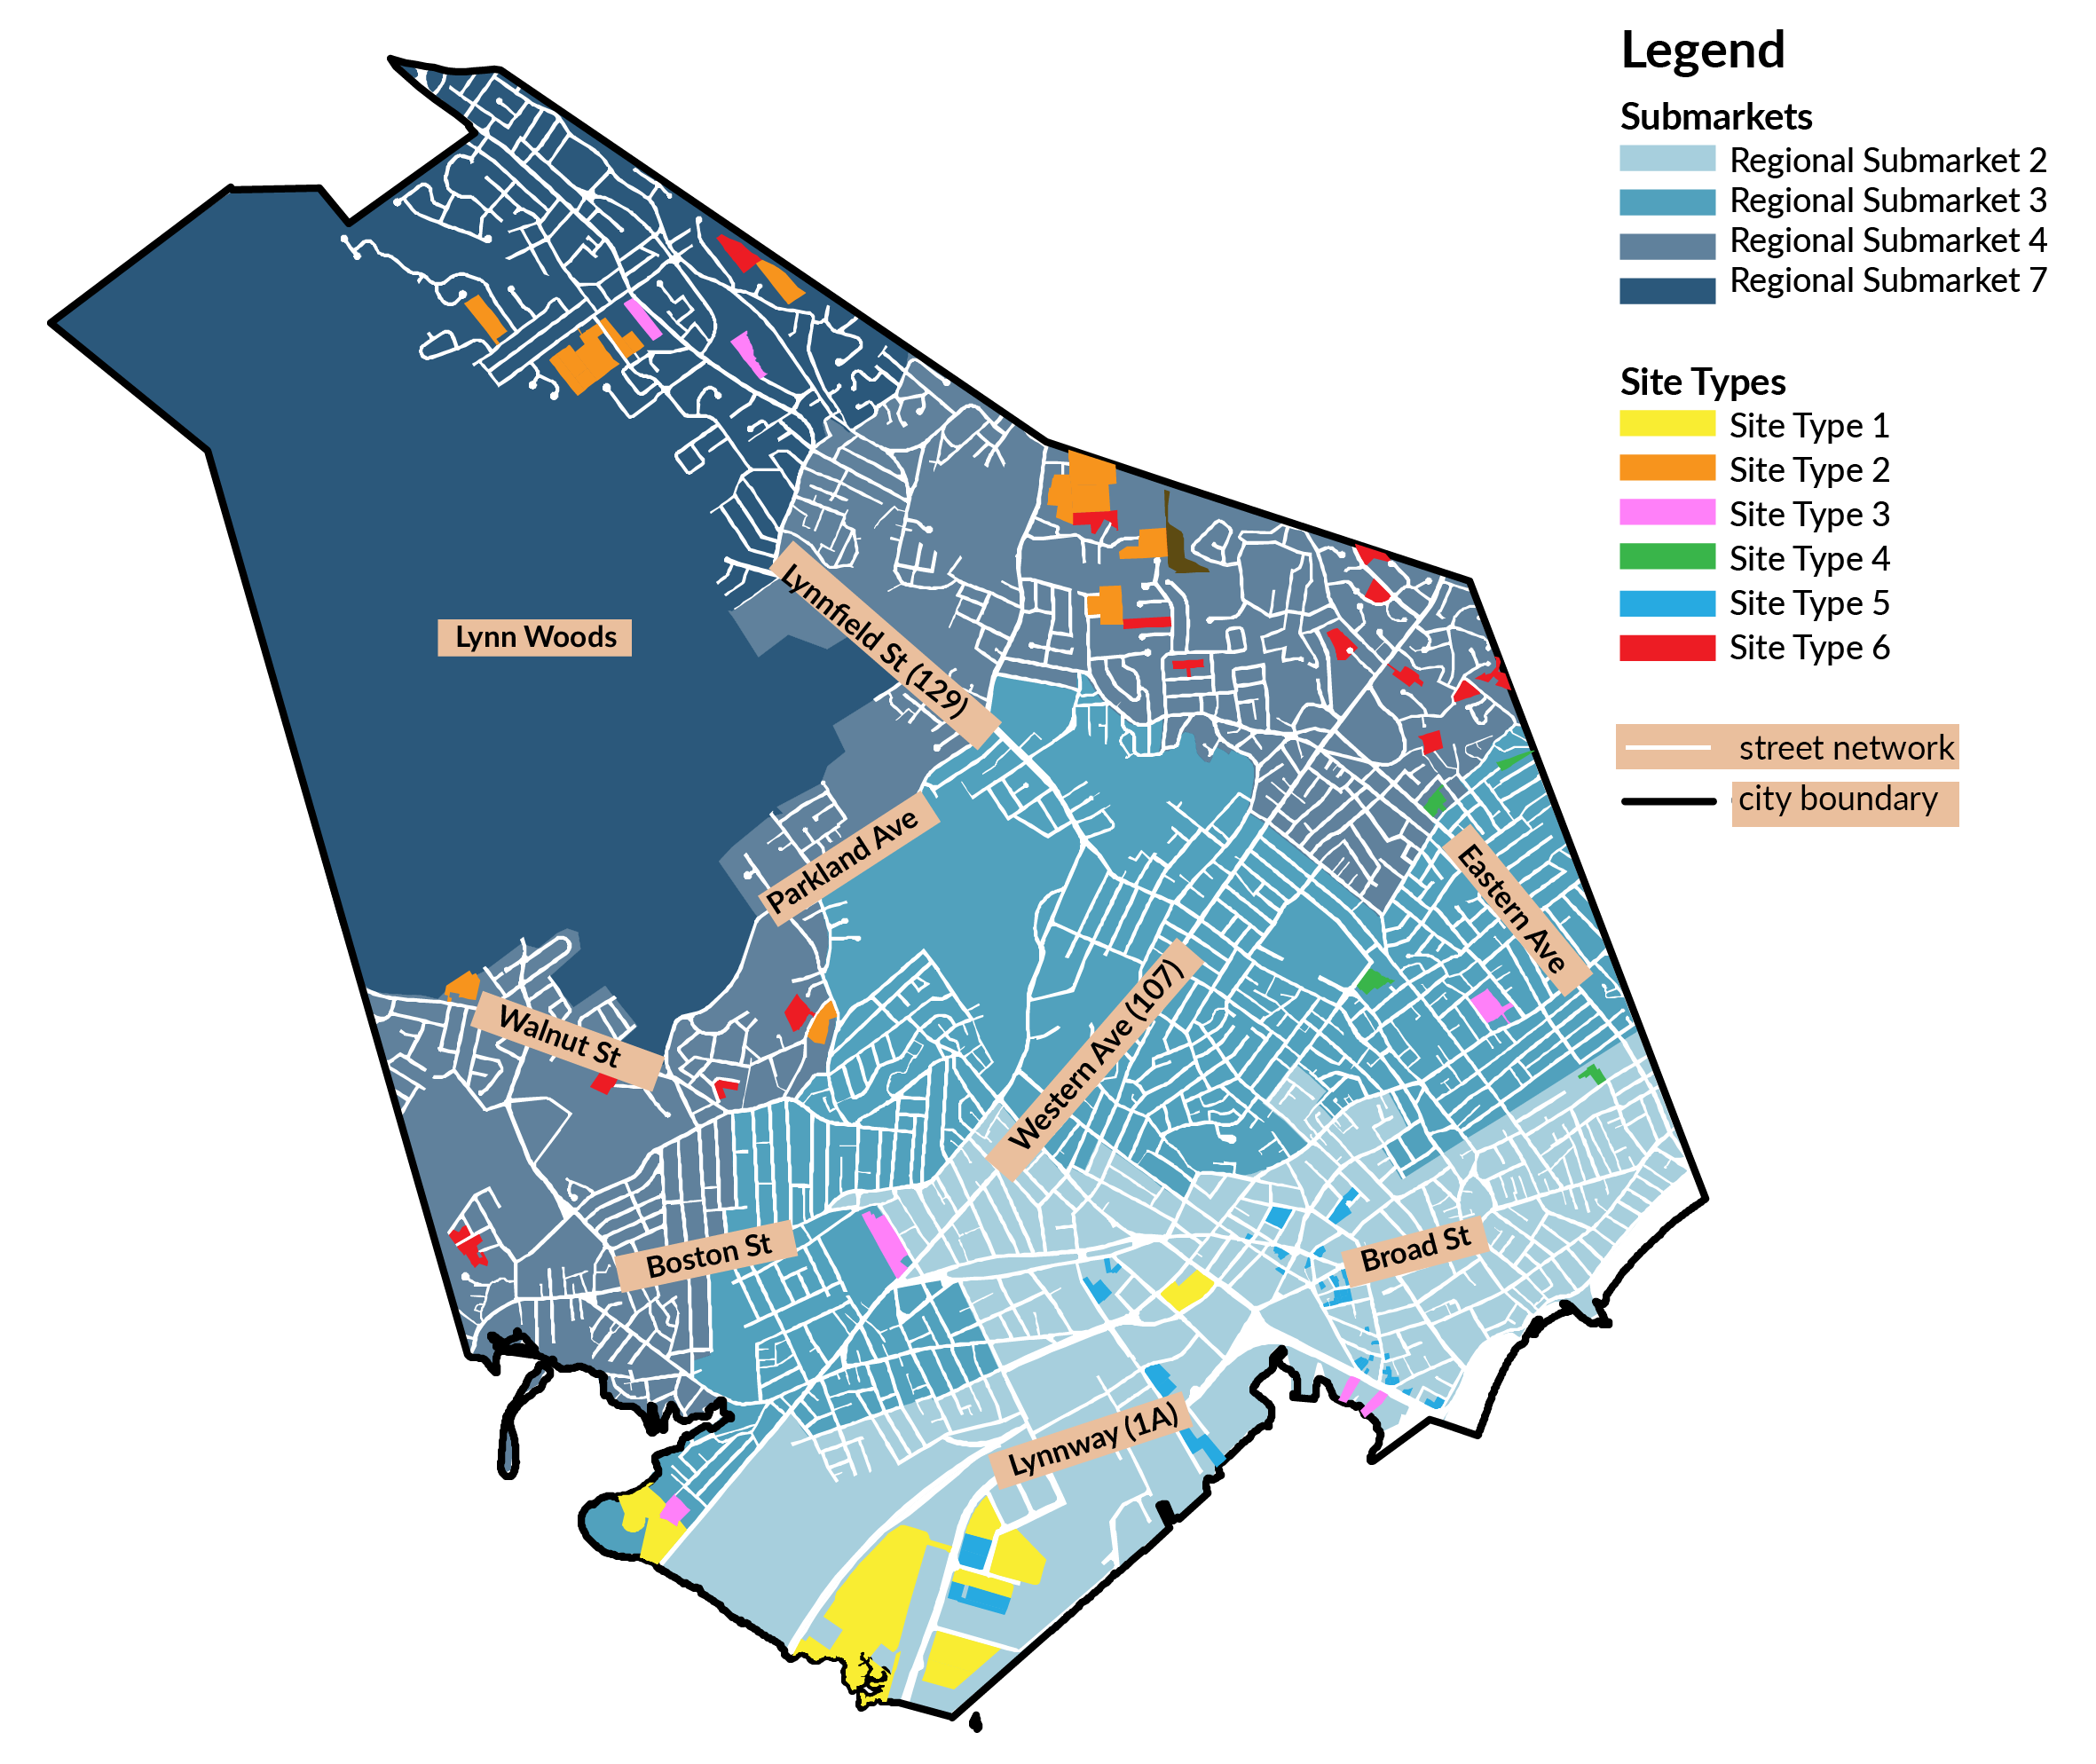 Legend
Submarkets
Regional Submarket 2
Regional Submarket 3
Regional Submarket 4
Regional Submarket 7
Site Types
Site Type 1
Site Type 2
Site Type 3
Site Type 4
Site Type 5
Site Type 6
street network
city boundary
Lynn Woods
Lynnfield St (129)
Parkland Ave
Eastern Ave
Western Ave (107)
Walnut St
Boston St
Broad St
Lynnway (1A)